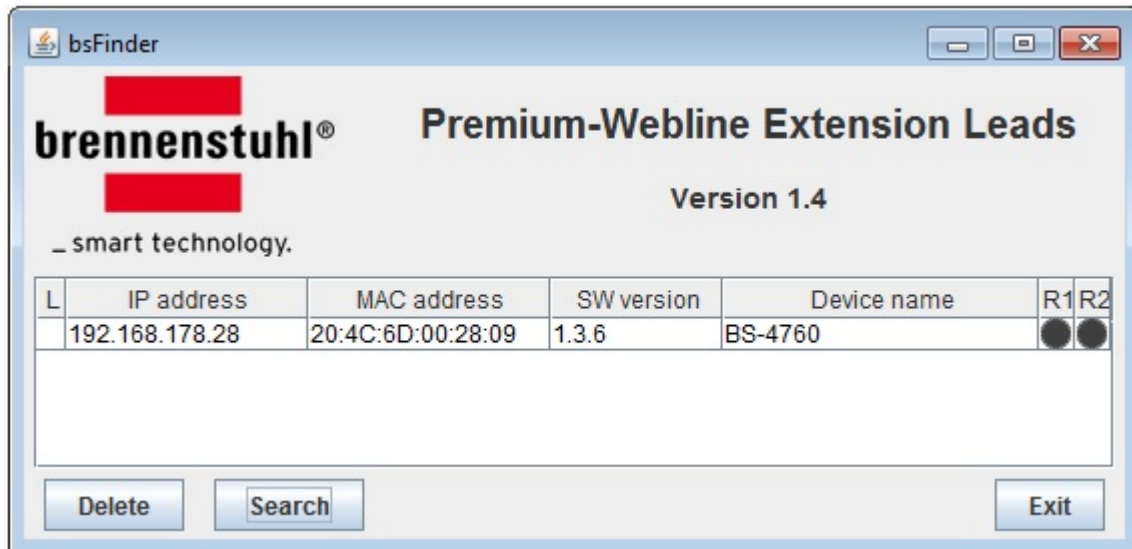 bsFinder
brennenstuhl®
_ smart technology.
Premium-Webline Extension Leads
Version 1.4
L IP address MAC address SW version Device name R1 R2
192.168.178.28 20:4C:6D:00:28:09 1.3.6 BS-4760
Delete Search Exit